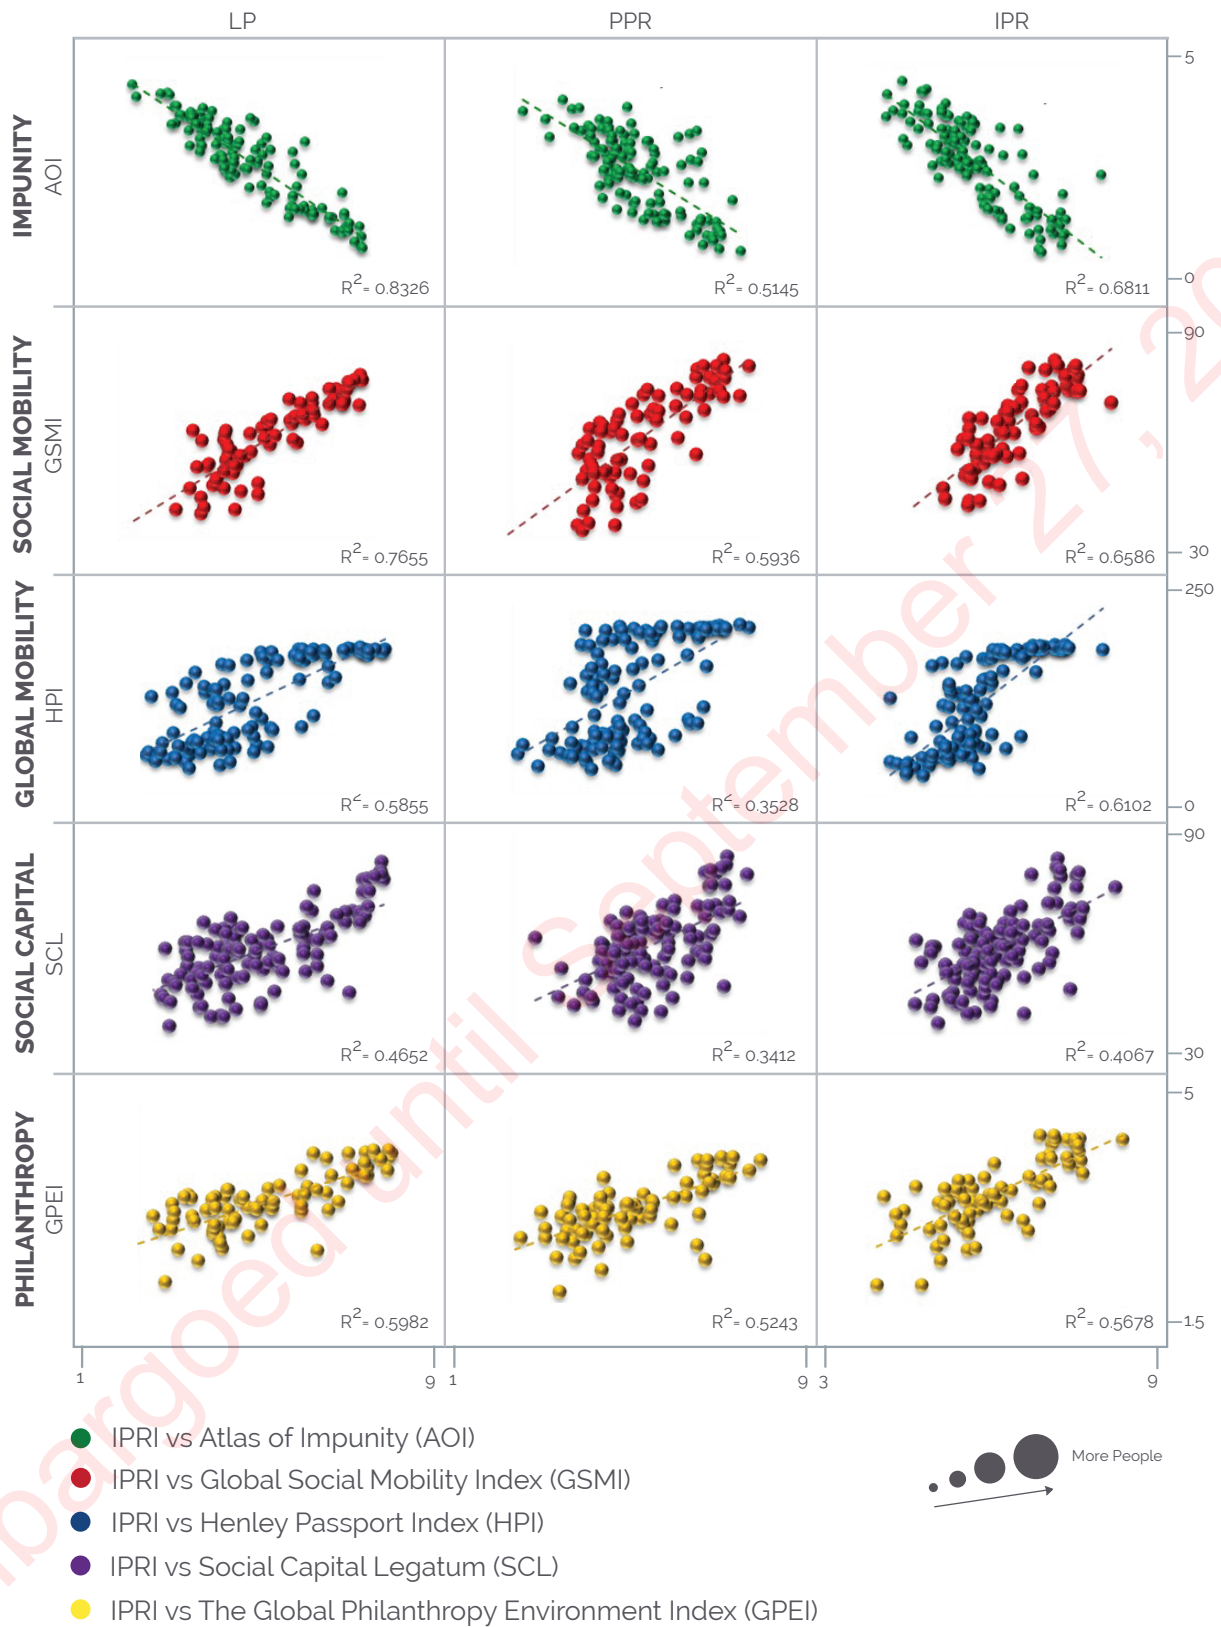 LP PPR IPR
IMPUNITY
AOI
5
0
R2= 0.8326
R2= 0.5145
R2= 0.6811
SOCIAL MOBILITY
GSMI
90
30
R2= 0.7655
R2= 0.5936
R2= 0.6586
GLOBAL MOBILITY
HPI
250
0
R2= 0.5855
R2= 0.3528
R2= 0.6102
SOCIAL CAPITAL
SCL
90
30
R2= 0.4652
R2= 0.3412
R2= 0.4067
PHILANTHROPY
GPEI
5
1.5
R2= 0.5982
R2= 0.5243
R2= 0.5678
1 9 1 9 3 9
IPRI vs Atlas of Impunity (AOI)
IPRI vs Global Social Mobility Index (GSMI)
IPRI vs Henley Passport Index (HPI)
IPRI vs Social Capital Legatum (SCL)
IPRI vs The Global Philanthropy Environment Index (GPEI)
More People
mbargoed until September 27, 20